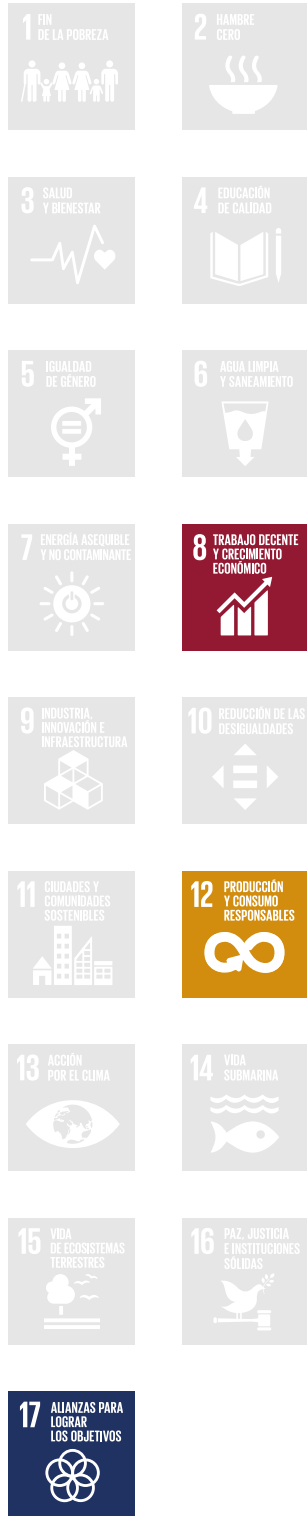 1 FIN
DE LA POBREZA
2 HAMBRE
CERO
3 SALUD
Y BIENESTAR
4 EDUCACIÓN
DE CALIDAD
5 IGUALDAD
DE GÉNERO
6 AGUA LIMPIA
Y SANEAMIENTO
7 ENERGÍA ASEQUIBLE
Y NO CONTAMINANTE
8 TRABAJO DECENTE
Y CRECIMIENTO
ECONÓMICO
9 INDUSTRIA,
INNOVACIÓN E
INFRAESTRUCTURA
10 REDUCCIÓN DE LAS
DESIGUALDADES
11 CIUDADES Y
COMUNIDADES
SOSTENIBLES
12 PRODUCCIÓN
Y CONSUMO
RESPONSABLES
13 ACCIÓN
POR EL CLIMA
14 VIDA
SUBMARINA
15 VIDA
DE ECOSISTEMAS
TERRESTRES
16 PAZ, JUSTICIA
E INSTITUCIONES
SÓLIDAS
17 ALIANZAS PARA
LOGRAR
LOS OBJETIVOS